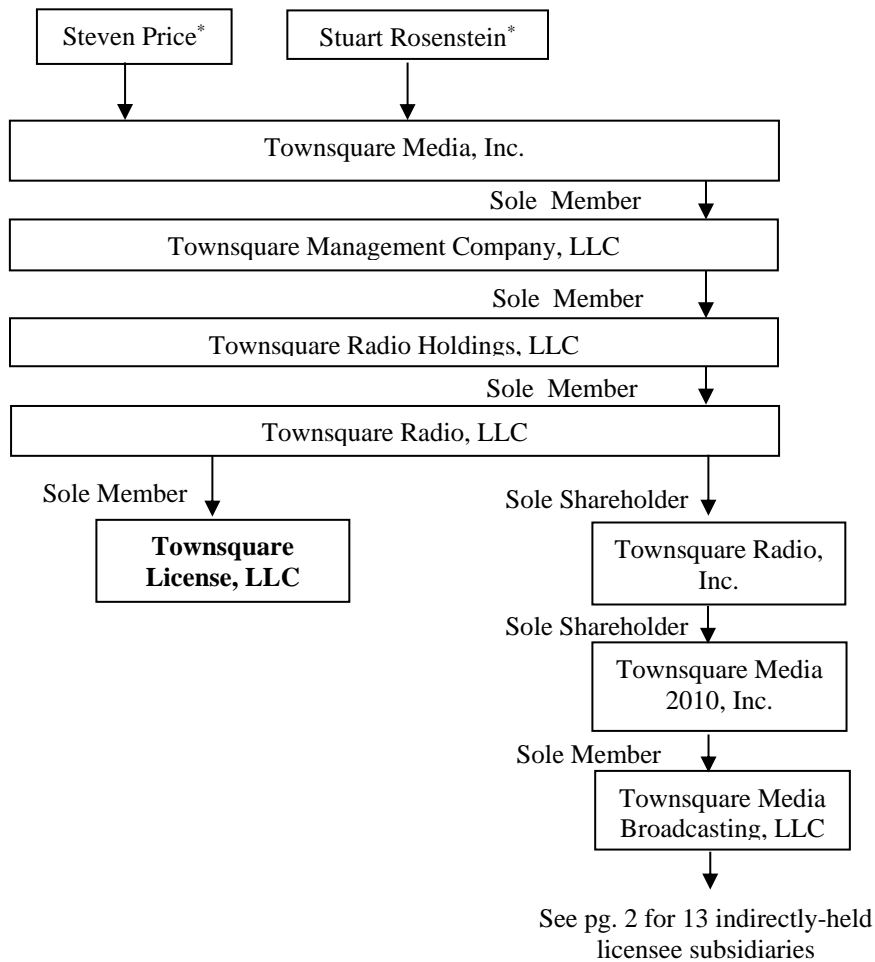 Steven Price*
Stuart Rosenstein*
Townsquare Media, Inc.
Sole Member
Townsquare Management Company, LLC
Sole Member
Townsquare Radio Holdings, LLC
Sole Member
Townsquare Radio, LLC
Sole Member
Sole Shareholder
Townsquare
License, LLC
Townsquare Radio,
Inc.
Sole Shareholder
Townsquare Media
2010, Inc.
Sole Member
Townsquare Media
Broadcasting, LLC
See pg. 2 for 13 indirectly-held
licensee subsidiaries